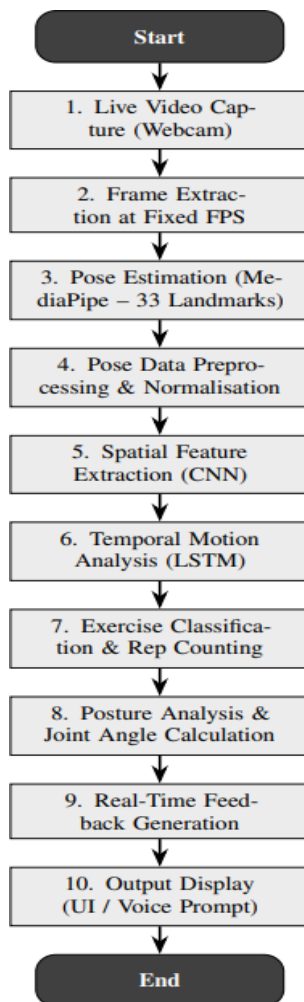 Start
1. Live Video Cap-
ture (Webcam)
2. Frame Extrac-
tion at Fixed FPS
3. Pose Estimation (Me-
diaPipe – 33 Landmarks)
4. Pose Data Prepro-
cessing & Normalisation
5. Spatial Feature
Extraction (CNN)
6. Temporal Motion
Analysis (LSTM)
7. Exercise Classifica-
tion & Rep Counting
8. Posture Analysis &
Joint Angle Calculation
9. Real-Time Feed-
back Generation
10. Output Display
(UI / Voice Prompt)
End